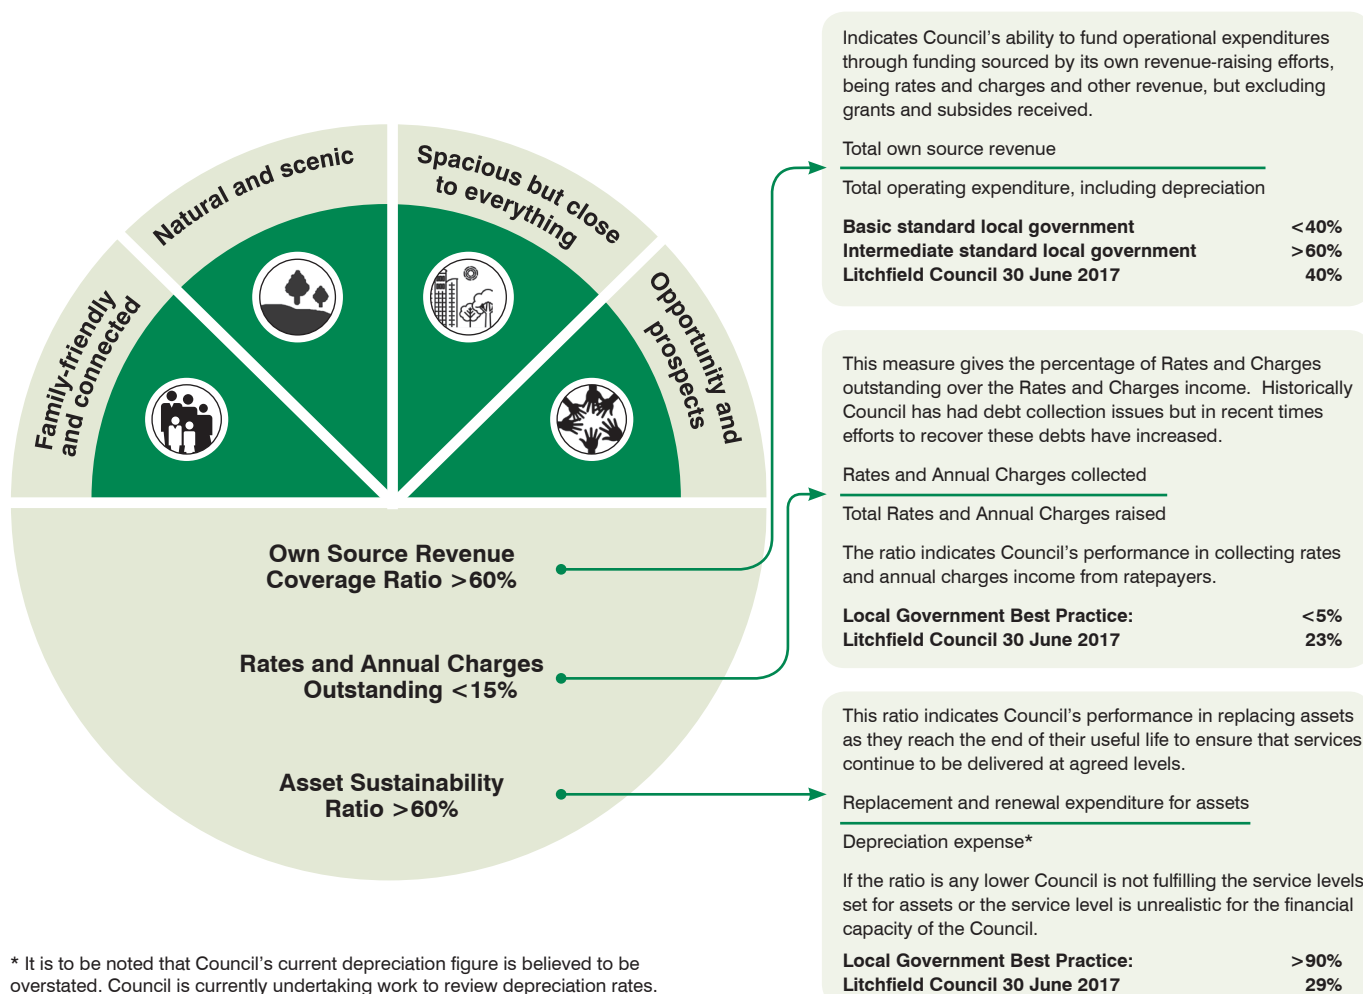 Family-friendly
and connected
Natural and scenic
Spacious but close
to everything
Opportunity and
prospects
Own Source Revenue
Coverage Ratio >60%
Rates and Annual Charges
Outstanding <15%
Asset Sustainability
Ratio >60%
Indicates Council’s ability to fund operational expenditures
through funding sourced by its own revenue-raising efforts,
being rates and charges and other revenue, but excluding
grants and subsides received.
Total own source revenue
Total operating expenditure, including depreciation
Basic standard local government <40%
Intermediate standard local government >60%
Litchfield Council 30 June 2017 40%
This measure gives the percentage of Rates and Charges
outstanding over the Rates and Charges income.  Historically
Council has had debt collection issues but in recent times
efforts to recover these debts have increased.
Rates and Annual Charges collected
Total Rates and Annual Charges raised
The ratio indicates Council’s performance in collecting rates
and annual charges income from ratepayers.
Local Government Best Practice: <5%
Litchfield Council 30 June 2017 23%
This ratio indicates Council’s performance in replacing assets
as they reach the end of their useful life to ensure that services
continue to be delivered at agreed levels.
Replacement and renewal expenditure for assets
Depreciation expense*
If the ratio is any lower Council is not fulfilling the service levels
set for assets or the service level is unrealistic for the financial
capacity of the Council.
Local Government Best Practice: >90%
Litchfield Council 30 June 2017 29%
* It is to be noted that Council’s current depreciation figure is believed to be
overstated. Council is currently undertaking work to review depreciation rates.